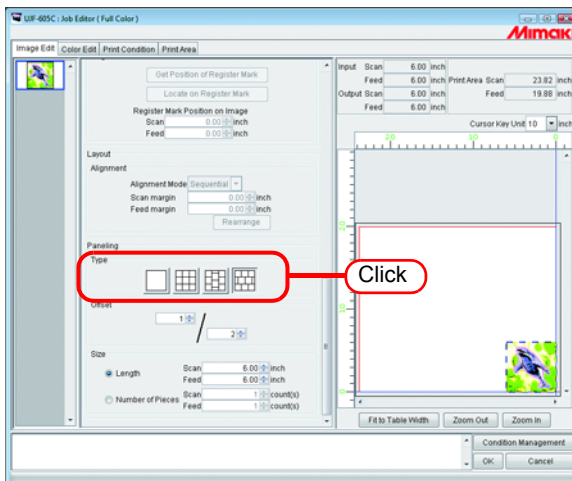 UJF-605C : Job Editor ( Full Color )
Mimaki
Image Edit Color Edit Print Condition Print Area
Get Position of Register Mark
Locate on Register Mark
Register Mark Position on Image
Scan 0.00 inch
Feed 0.00 inch
Layout
Alignment
Alignment Mode Sequential
Scan margin 0.00 inch
Feed margin 0.00 inch
Rearrange
Paneling
Type
Click
Offset
1 / 2
Size
Length
Scan 6.00 inch
Feed 6.00 inch
Number of Pieces
Scan 1 count(s)
Feed 1 count(s)
Input Scan 6.00 inch
Feed 6.00 inch Print Area Scan 23.82 inch
Output Scan 6.00 inch Feed 19.88 inch
Feed 6.00 inch
Cursor Key Unit 10 inch
20 10 0
20
10
0
Fit to Table Width Zoom Out Zoom In
Condition Management
OK Cancel